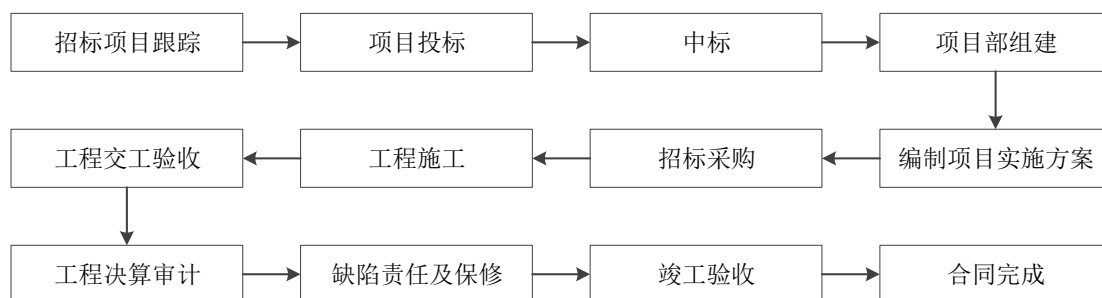 招标项目跟踪
项目投标
中标
项目部组建
工程交工验收
工程施工
招标采购
编制项目实施方案
工程决算审计
缺陷责任及保修
竣工验收
合同完成